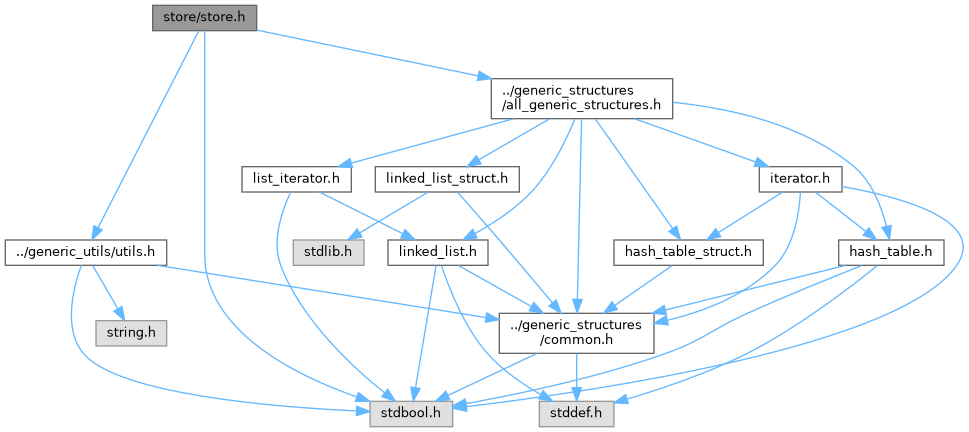 store/store.h
../generic_structures
/all_generic_structures.h
list_iterator.h
linked_list_struct.h
iterator.h
../generic_utils/utils.h
stdlib.h
linked_list.h
hash_table_struct.h
hash_table.h
string.h
../generic_structures
/common.h
stdbool.h
stddef.h